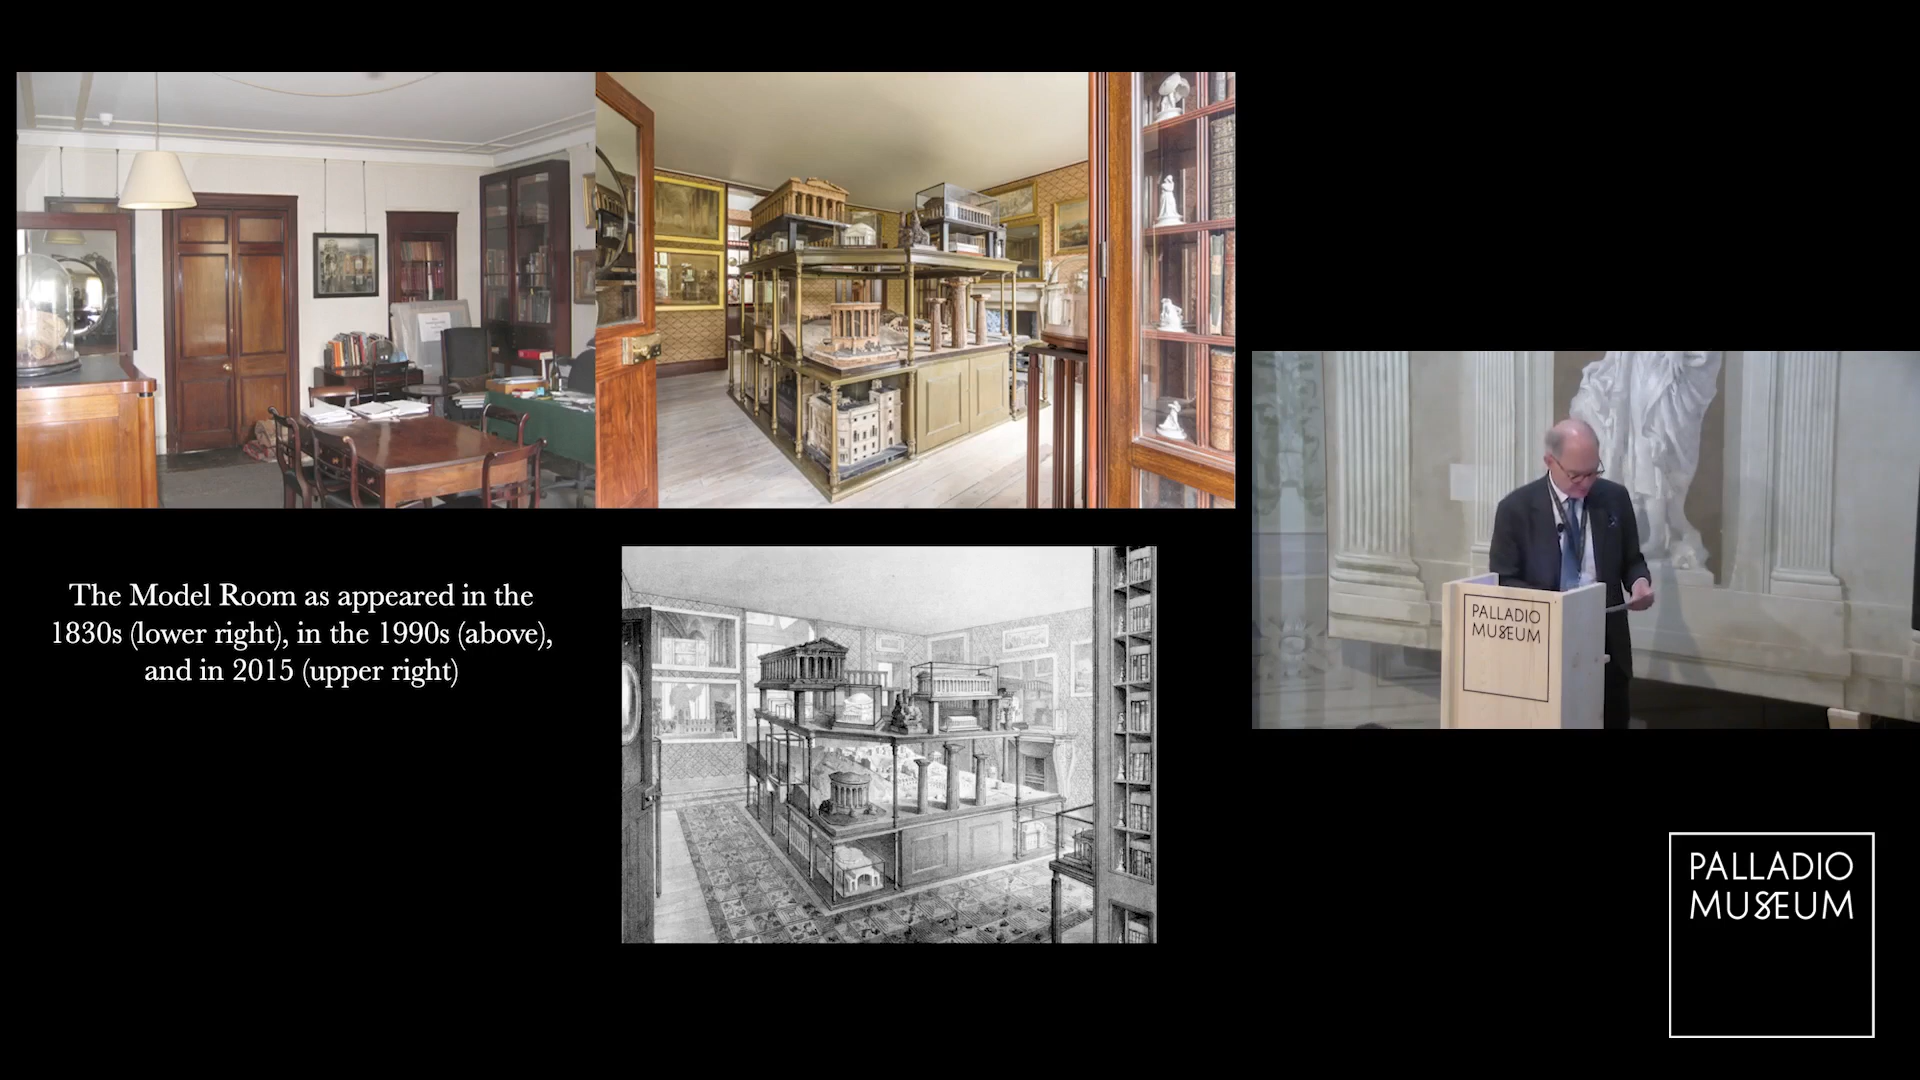 The Model Room as appeared in the
1830s (lower right), in the 1990s (above),
and in 2015 (upper right)
PALLADIO
MUSEUM
PALLADIO
MUSEUM